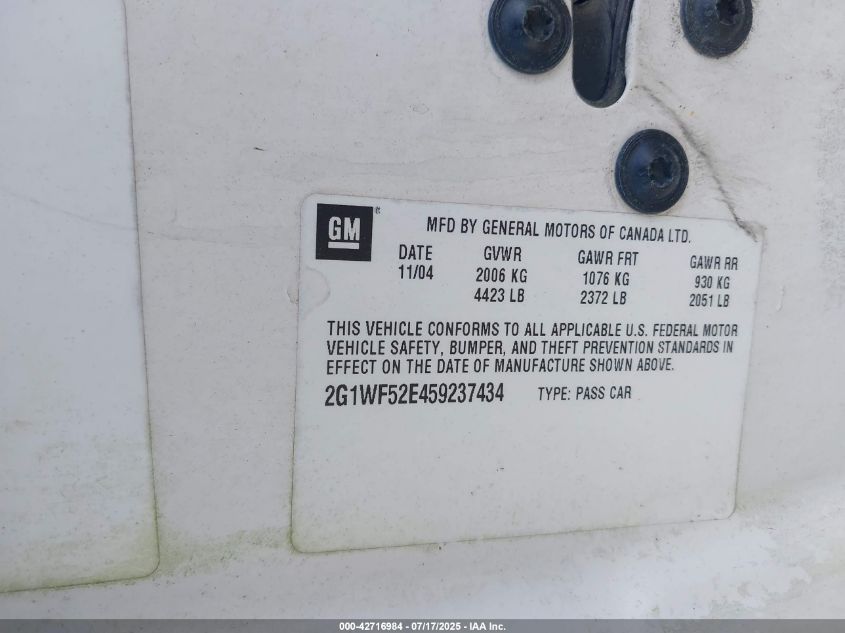 GM ®
MFD BY GENERAL MOTORS OF CANADA LTD.
DATE GVWR GAWR FRT GAWR RR
11/04 2006 KG 1076 KG 930 KG
4423 LB 2372 LB 2051 LB
THIS VEHICLE CONFORMS TO ALL APPLICABLE U.S. FEDERAL MOTOR
VEHICLE SAFETY, BUMPER, AND THEFT PREVENTION STANDARDS IN
EFFECT ON THE DATE OF MANUFACTURE SHOWN ABOVE.
2G1WF52E459237434 TYPE: PASS CAR
000-42716984 - 07/17/2025 - IAA Inc.